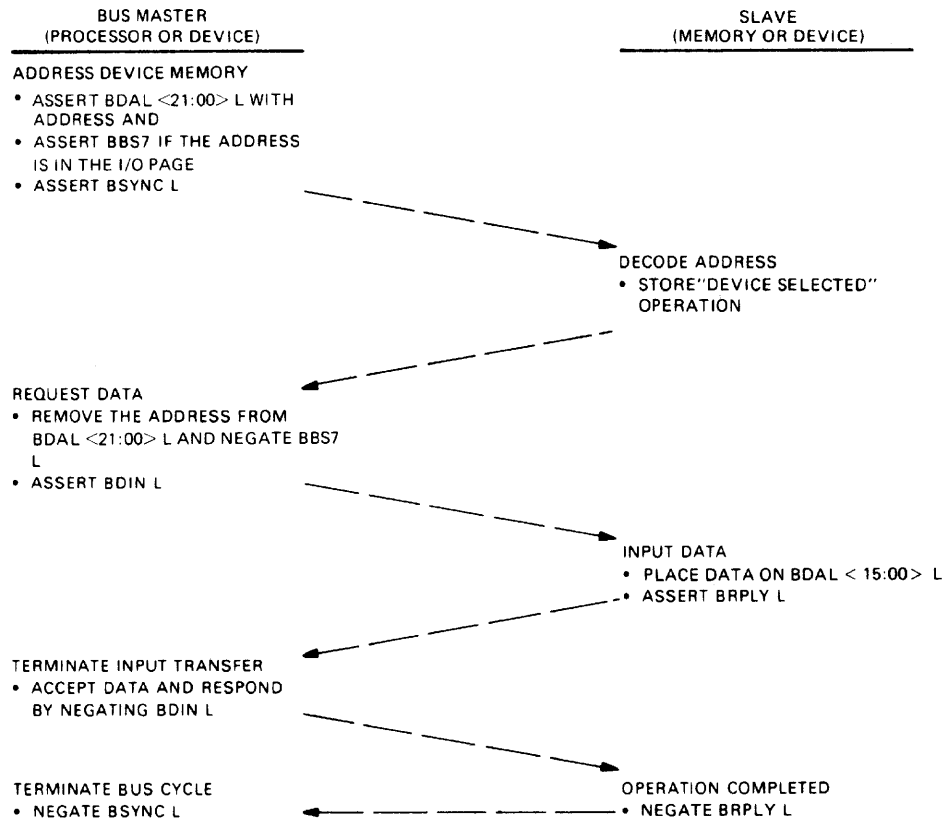 BUS MASTER
(PROCESSOR OR DEVICE)
SLAVE
(MEMORY OR DEVICE)
ADDRESS DEVICE MEMORY
• ASSERT BDAL <21:00> L WITH
ADDRESS AND
• ASSERT BBS7 IF THE ADDRESS
IS IN THE I/O PAGE
• ASSERT BSYNC L
DECODE ADDRESS
• STORE"DEVICE SELECTED"
OPERATION
REQUEST DATA
• REMOVE THE ADDRESS FROM
BDAL <21:00> L AND NEGATE BBS7
L
• ASSERT BDIN L
INPUT DATA
• PLACE DATA ON BDAL < 15:00> L
• ASSERT BRPLY L
TERMINATE INPUT TRANSFER
• ACCEPT DATA AND RESPOND
BY NEGATING BDIN L
OPERATION COMPLETED
• NEGATE BRPLY L
TERMINATE BUS CYCLE
• NEGATE BSYNC L